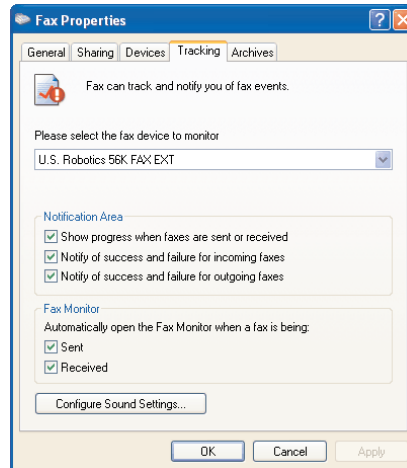 Fax Properties
General Sharing Devices Tracking Archives
Fax can track and notify you of fax events.
Please select the fax device to monitor
U.S. Robotics 56K FAX EXT
Notification Area
Show progress when faxes are sent or received
Notify of success and failure for incoming faxes
Notify of success and failure for outgoing faxes
Fax Monitor
Automatically open the Fax Monitor when a fax is being:
Sent
Received
Configure Sound Settings...
OK Cancel Apply